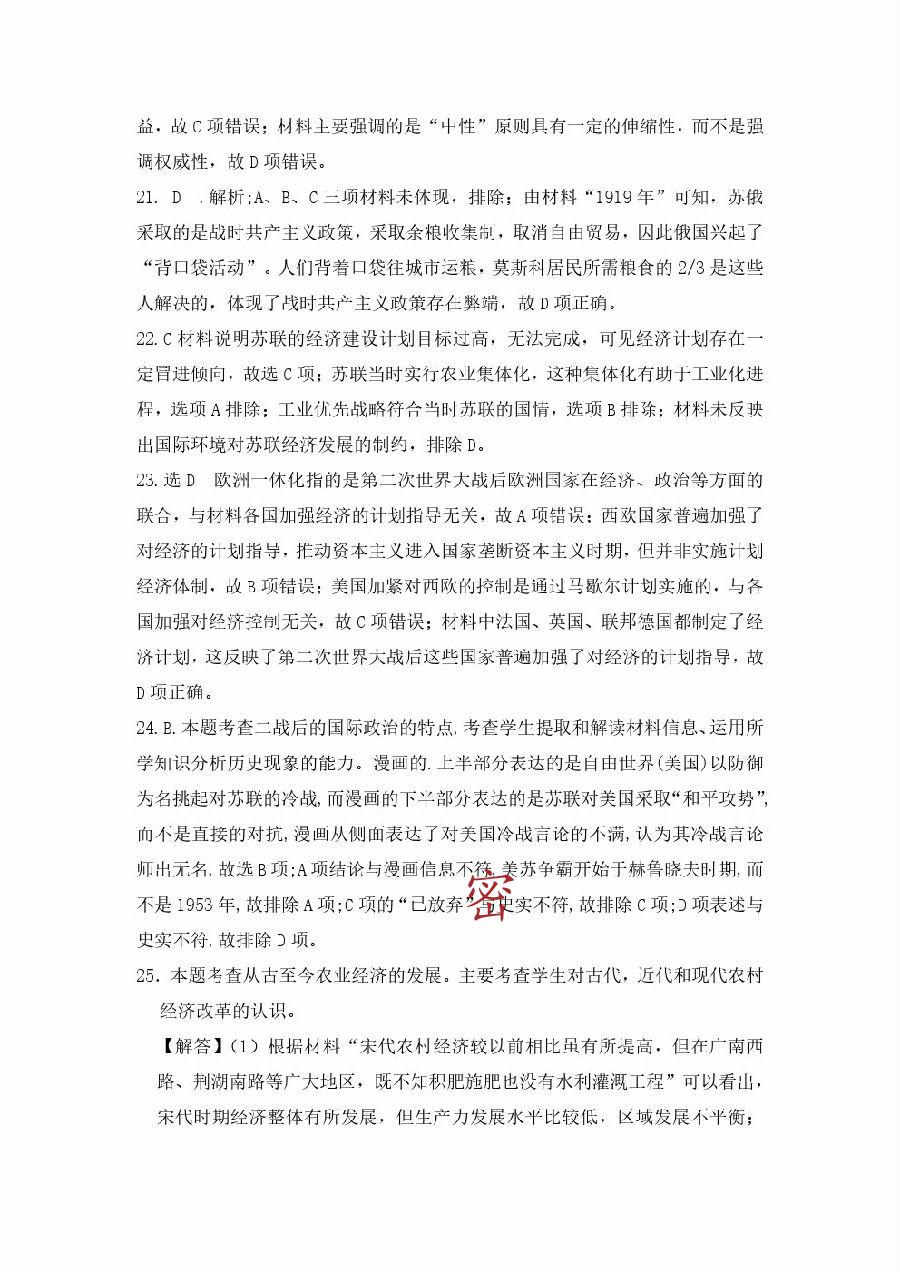 益，故C项错误；材料主要强调的是“中性”原则具有一定的伸缩性，而不是强
调权威性，故D项错误。
21. D .解析;A、B、C三项材料未体现，排除；由材料“1919年”可知，苏俄
采取的是战时共产主义政策，采取余粮收集制，取消自由贸易，因此俄国兴起了
“背口袋活动”。人们背着口袋往城市运粮，莫斯科居民所需粮食的2/3是这些
人解决的，体现了战时共产主义政策存在弊端，故D项正确。
22.C 材料说明苏联的经济建设计划目标过高，无法完成，可见经济计划存在一
定冒进倾向，故选C项；苏联当时实行农业集体化，这种集体化有助于工业化进
程，选项A排除；工业优先战略符合当时苏联的国情，选项B排除；材料未反映
出国际环境对苏联经济发展的制约，排除D。
23.选D 欧洲一体化指的是第二次世界大战后欧洲国家在经济、政治等方面的
联合，与材料各国加强经济的计划指导无关，故A项错误；西欧国家普遍加强了
对经济的计划指导，推动资本主义进入国家垄断资本主义时期，但并非实施计划
经济体制，故B项错误；美国加紧对西欧的控制是通过马歇尔计划实施的，与各
国加强对经济控制无关，故C项错误；材料中法国、英国、联邦德国都制定了经
济计划，这反映了第二次世界大战后这些国家普遍加强了对经济的计划指导，故
D项正确。
24.B.本题考查二战后的国际政治的特点,考查学生提取和解读材料信息、运用所
学知识分析历史现象的能力。漫画的.上半部分表达的是自由世界(美国)以防御
为名挑起对苏联的冷战,而漫画的下半部分表达的是苏联对美国采取“和平攻势”,
而不是直接的对抗,漫画从侧面表达了对美国冷战言论的不满,认为其冷战言论
师出无名,故选B项;A项结论与漫画信息不符,美苏争霸开始于赫鲁晓夫时期,而
不是1953年,故排除A项;C项的“已放弃”与史实不符,故排除C项;D项表述与
史实不符,故排除D项。
密
25．本题考查从古至今农业经济的发展。主要考查学生对古代，近代和现代农村
经济改革的认识。
【解答】（1）根据材料“宋代农村经济较以前相比虽有所提高，但在广南西
路、荆湖南路等广大地区，既不知积肥施肥也没有水利灌溉工程”可以看出，
宋代时期经济整体有所发展，但生产力发展水平比较低，区域发展不平衡；